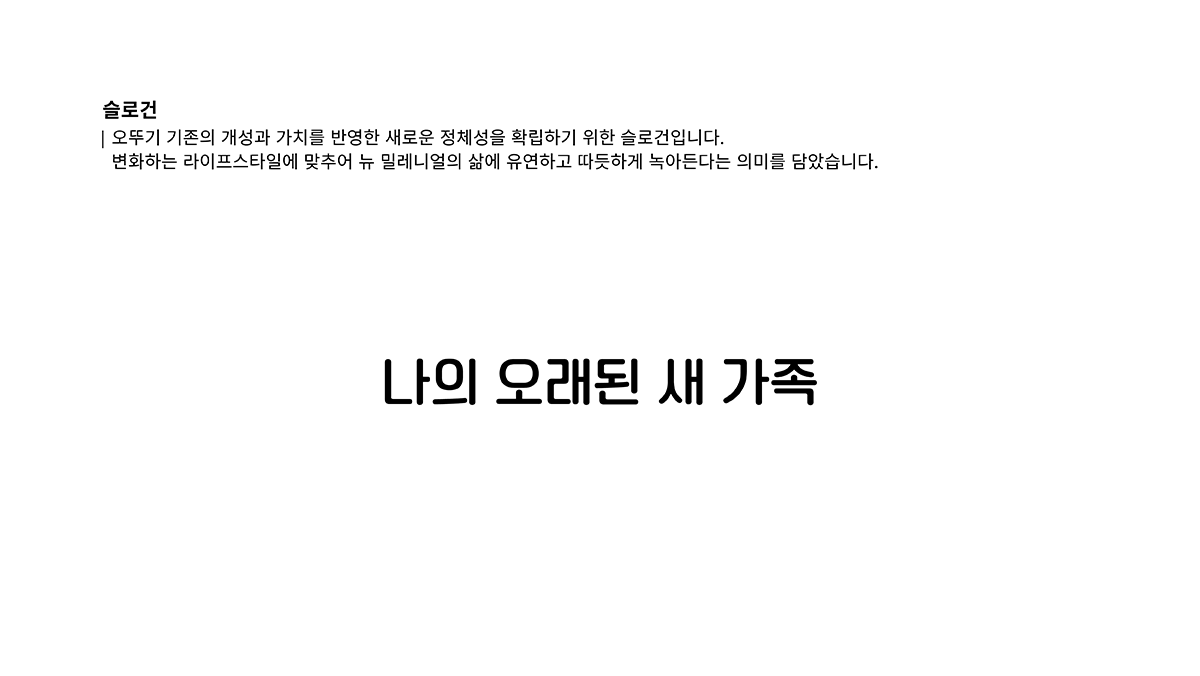 슬로건
| 오뚜기 기존의 개성과 가치를 반영한 새로운 정체성을 확립하기 위한 슬로건입니다.
변화하는 라이프스타일에 맞추어 뉴 밀레니얼의 삶에 유연하고 따듯하게 녹아든다는 의미를 담았습니다.
나의 오래된 새 가족